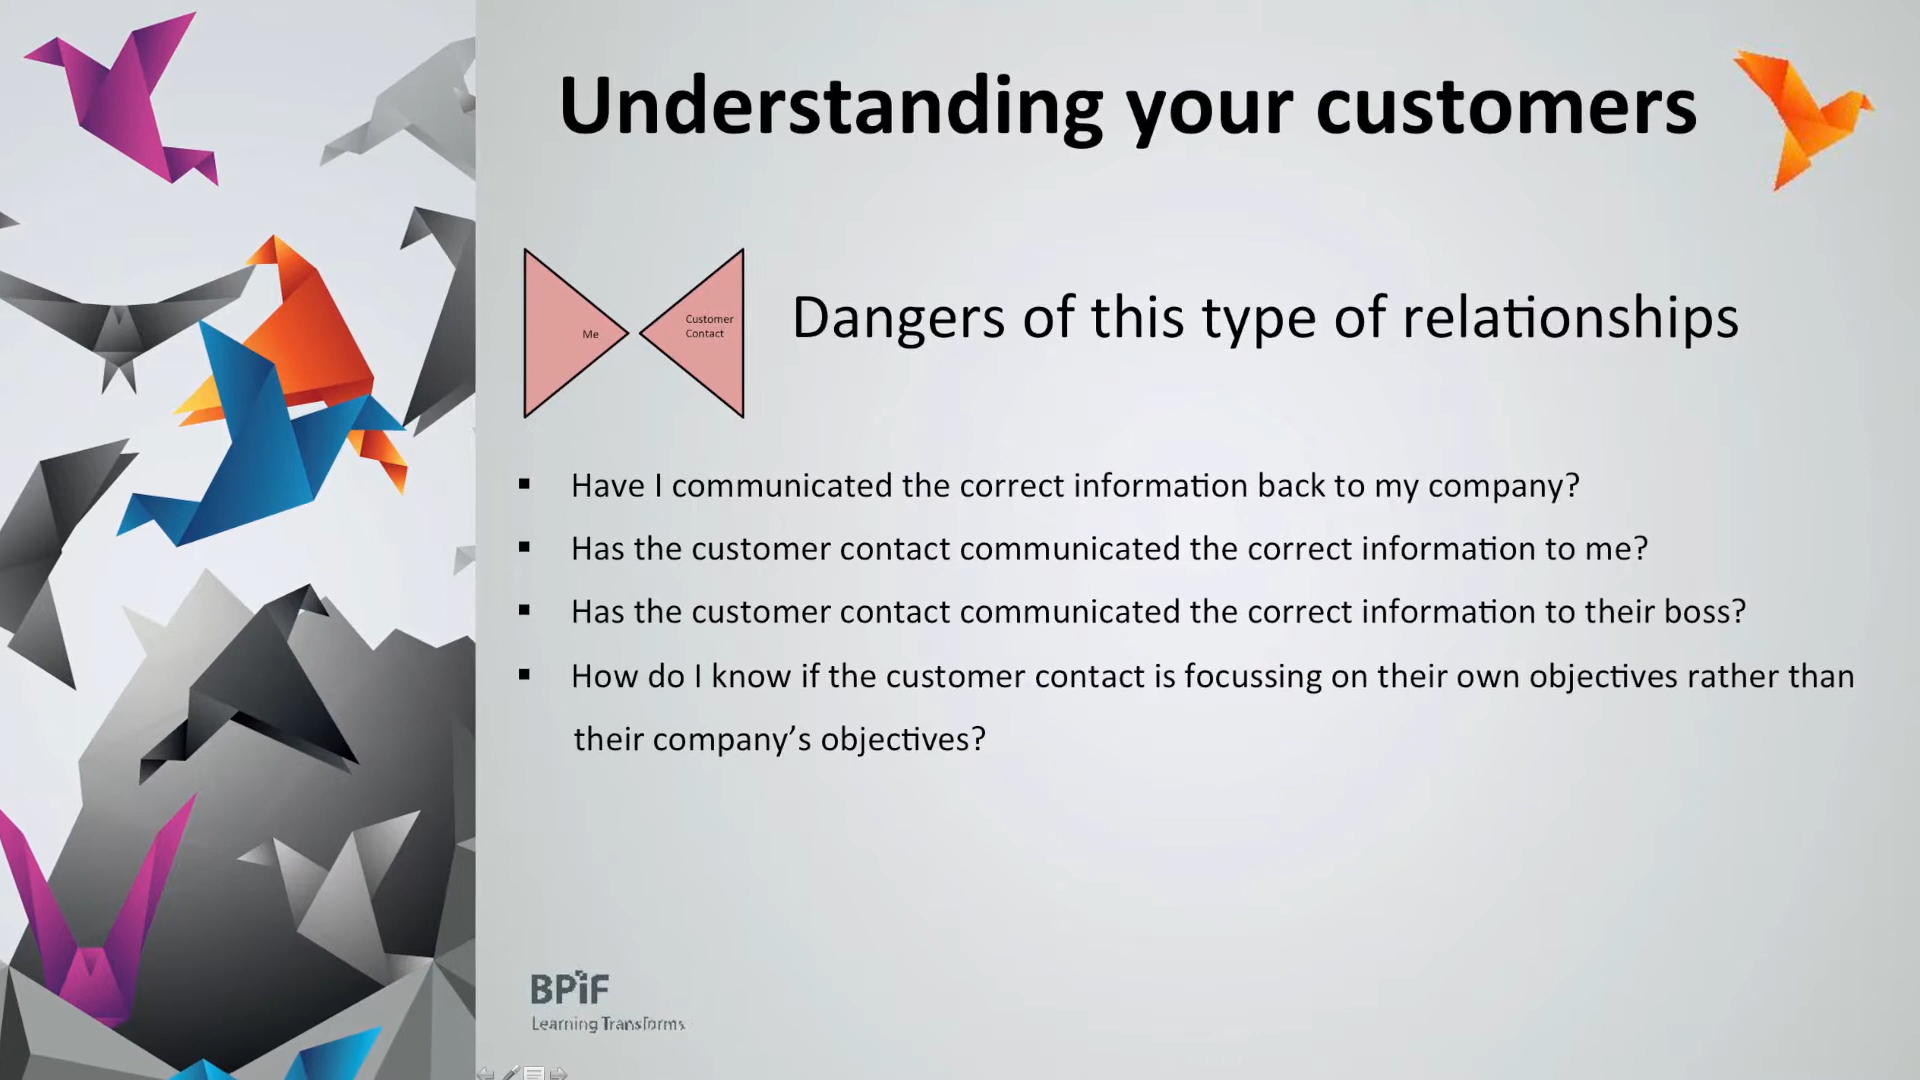 Understanding your customers
Me
Customer
Contact
Dangers of this type of relationships
▪ Have I communicated the correct information back to my company?
▪ Has the customer contact communicated the correct information to me?
▪ Has the customer contact communicated the correct information to their boss?
▪ How do I know if the customer contact is focussing on their own objectives rather than
their company’s objectives?
BPiF
Learning Transforms